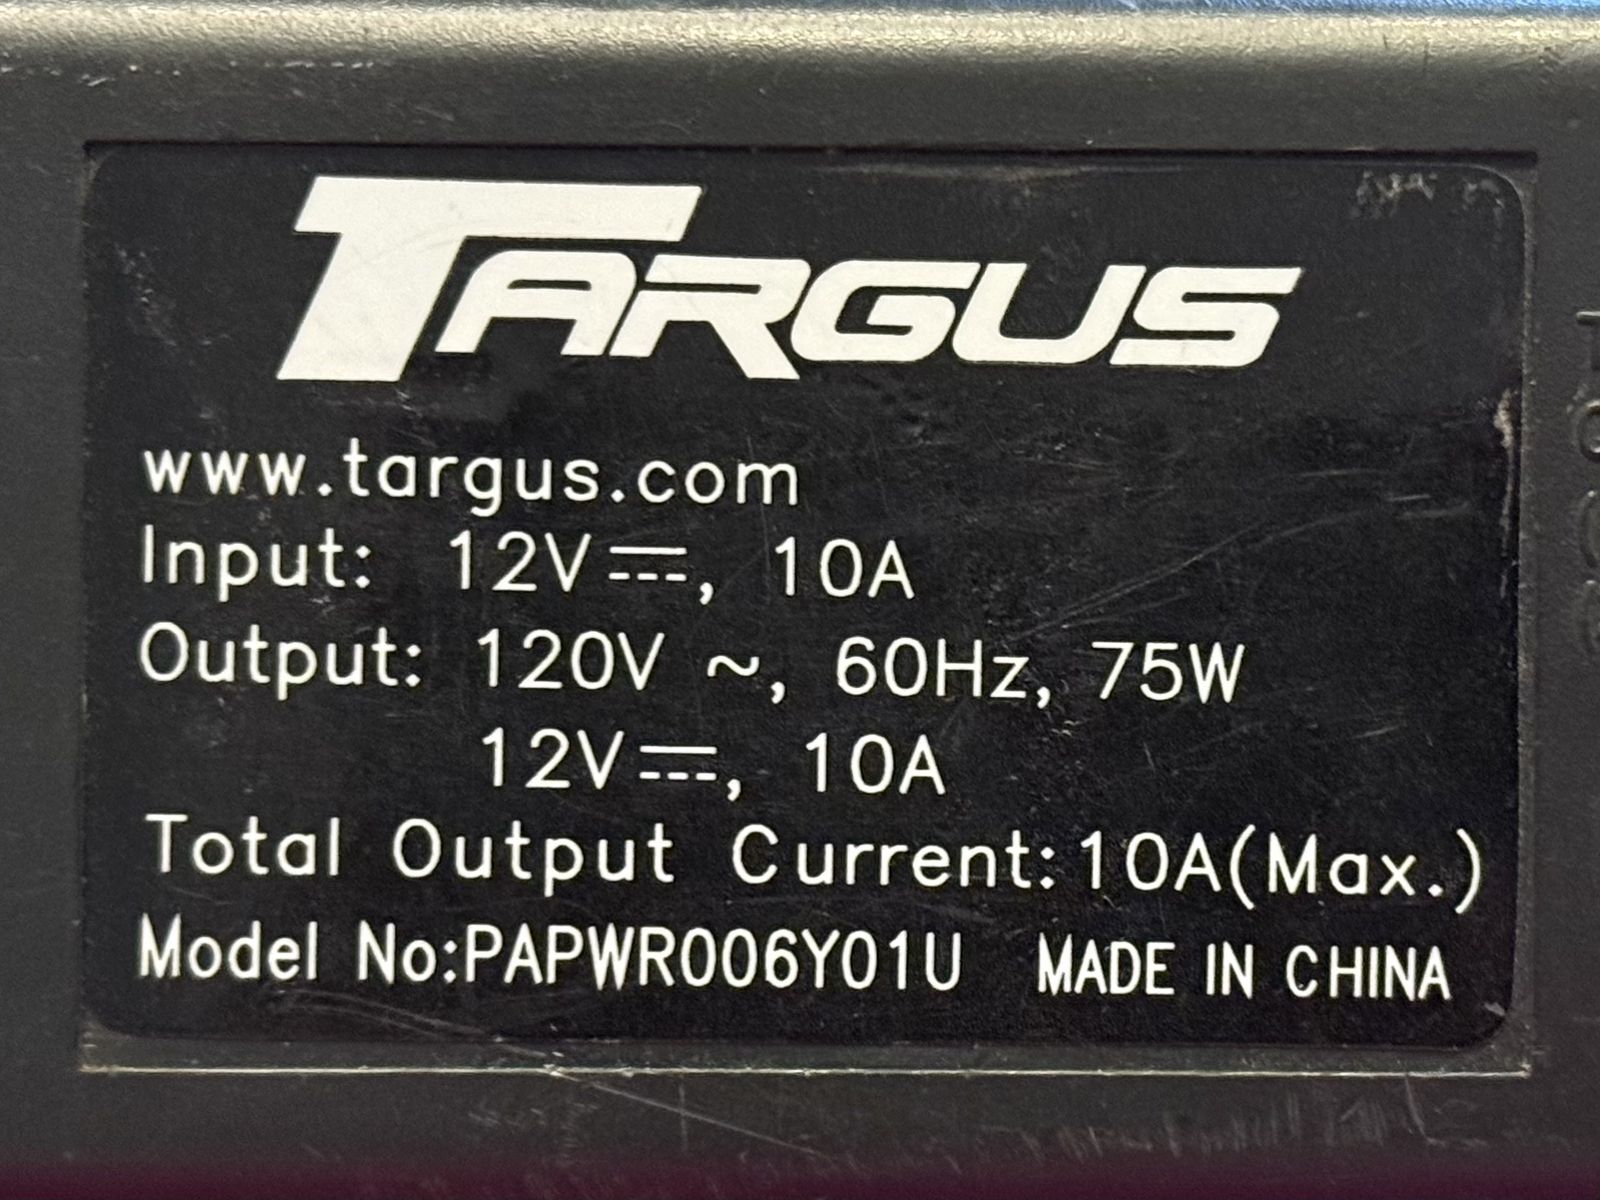 TARGUS
www.targus.com
Input: 12V⎓, 10A
Output: 120V ~, 60Hz, 75W
12V⎓, 10A
Total Output Current:10A(Max.)
Model No:PAPWR006Y01U MADE IN CHINA